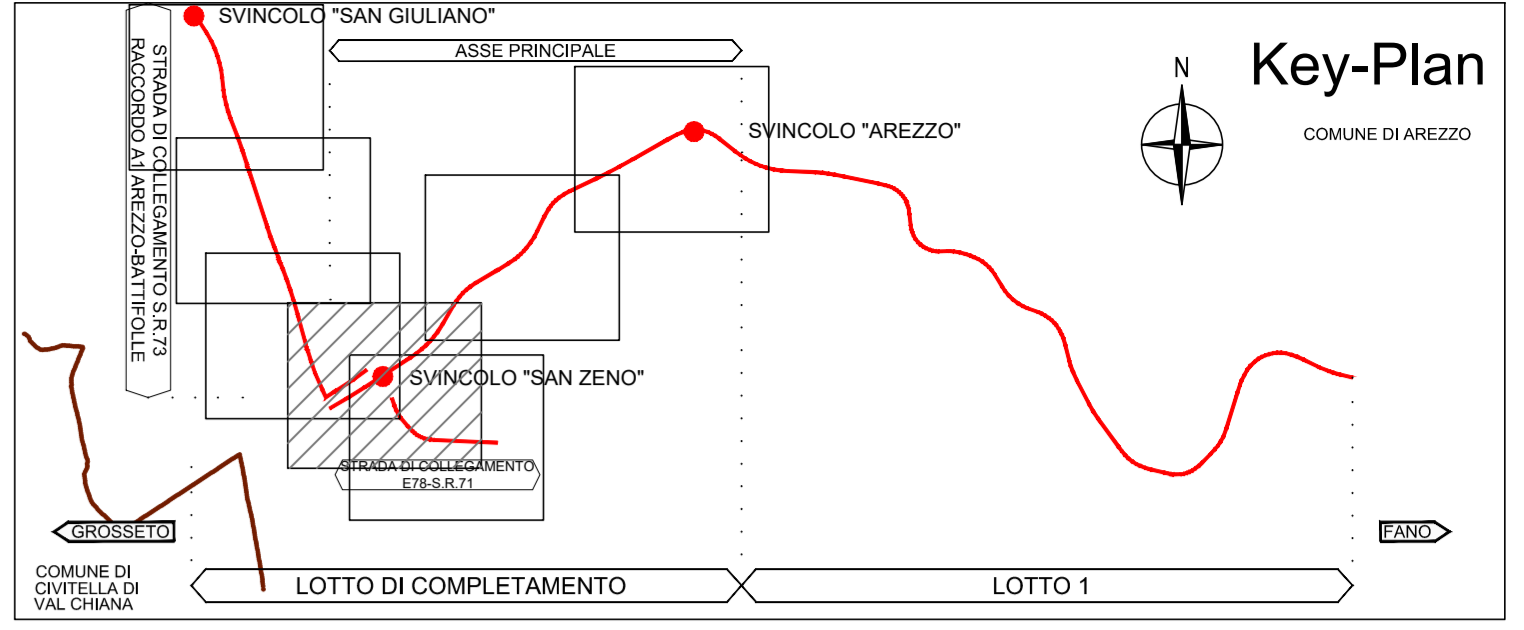 SVINCOLO "SAN GIULIANO"
ASSE PRINCIPALE
Key-Plan
N
COMUNE DI AREZZO
SVINCOLO "AREZZO"
STRADA DI COLLEGAMENTO S.R.73
RACCORDO A1 AREZZO-BATTIFOLLE
SVINCOLO "SAN ZENO"
STRADA DI COLLEGAMENTO
E78-S.R.71
GROSSETO
FANO
COMUNE DI
CIVITELLA DI
VAL CHIANA
LOTTO DI COMPLETAMENTO
LOTTO 1